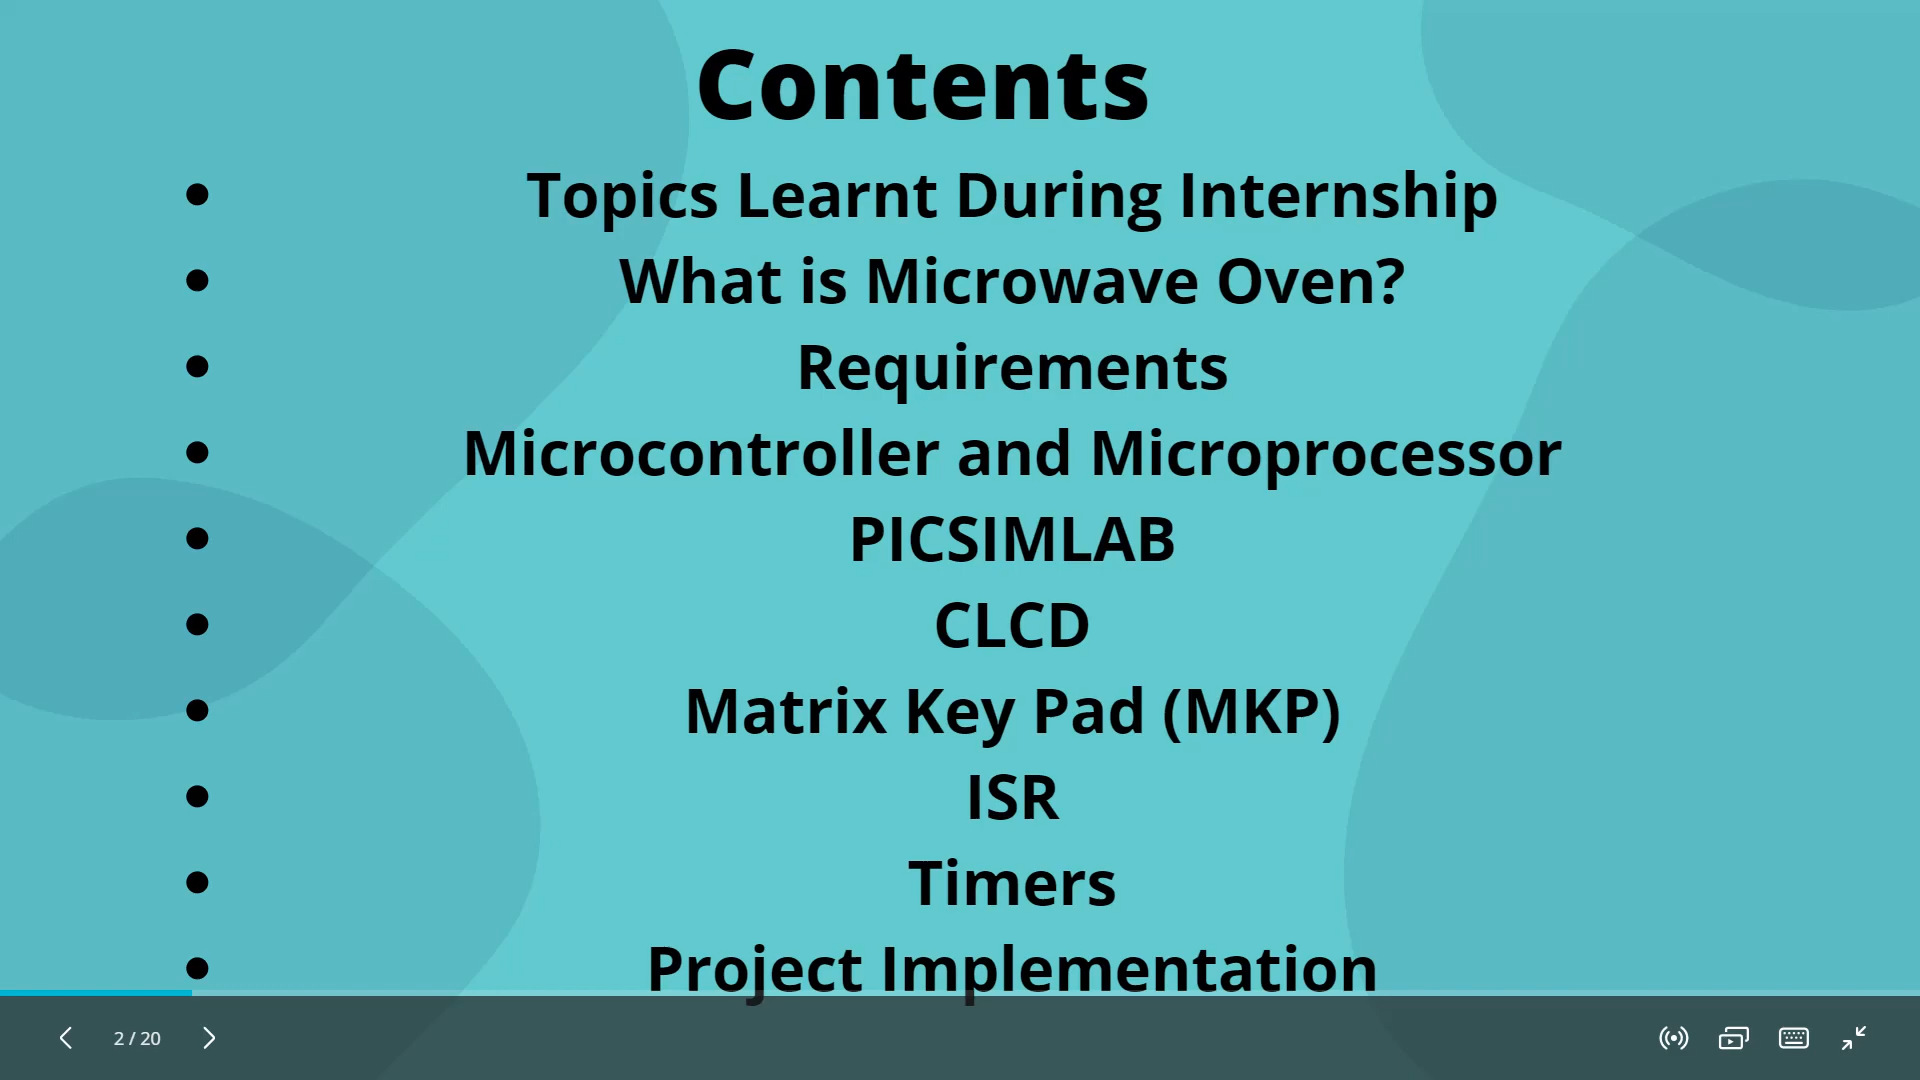 Contents
• Topics Learnt During Internship
• What is Microwave Oven?
• Requirements
• Microcontroller and Microprocessor
• PICSIMLAB
• CLCD
• Matrix Key Pad (MKP)
• ISR
• Timers
• Project Implementation
2 / 20